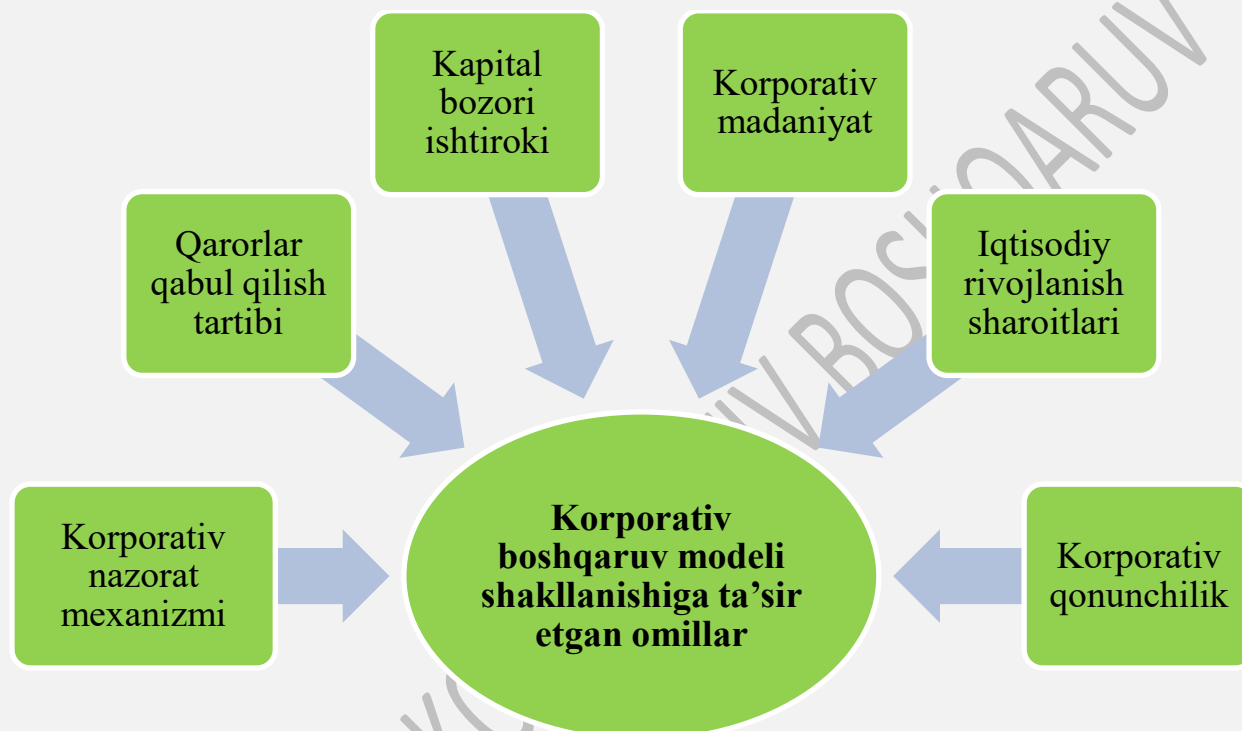 Kapital
bozori
ishtiroki
Korporativ
madaniyat
Qarorlar
qabul qilish
tartibi
Iqtisodiy
rivojlanish
sharoitlari
Korporativ
nazorat
mexanizmi
Korporativ
boshqaruv modeli
shakllanishiga ta’sir
etgan omillar
Korporativ
qonunchilik